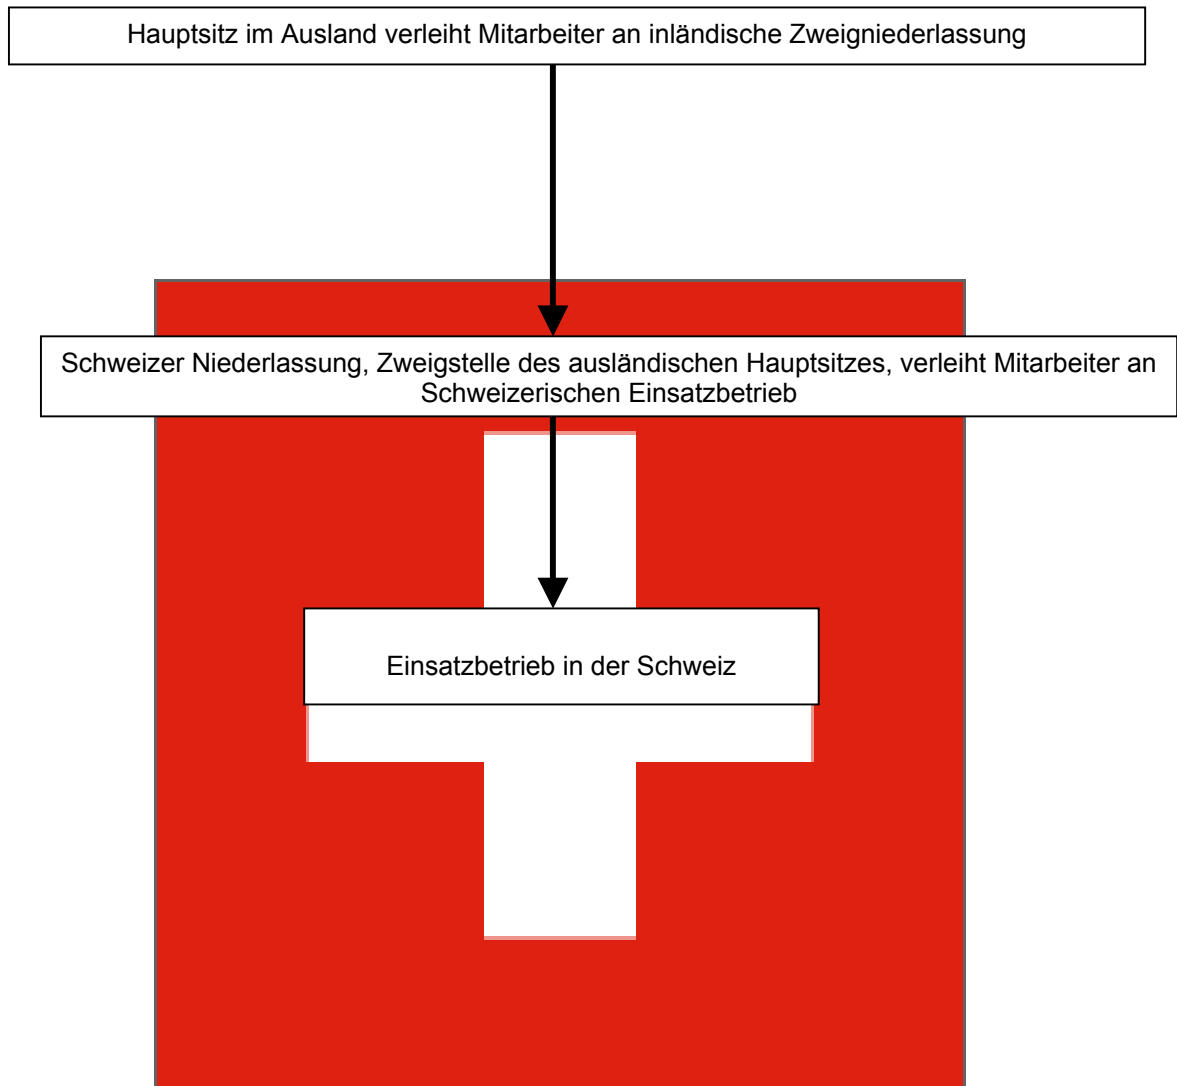 Hauptsitz im Ausland verleiht Mitarbeiter an inländische Zweigniederlassung
Schweizer Niederlassung, Zweigstelle des ausländischen Hauptsitzes, verleiht Mitarbeiter an
Schweizerischen Einsatzbetrieb
Einsatzbetrieb in der Schweiz